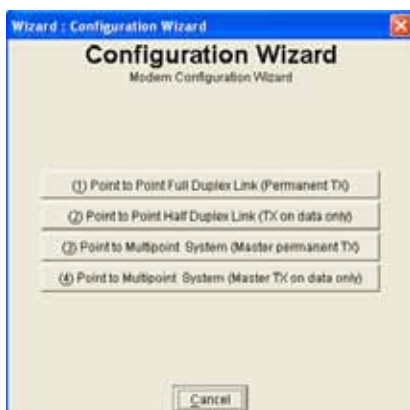 Wizard : Configuration Wizard
Configuration Wizard
Modem Configuration Wizard
(1) Point to Point Full Duplex Link (Permanent TX)
(2) Point to Point Half Duplex Link (TX on data only)
(3) Point to Multipoint System (Master permanent TX)
(4) Point to Multipoint System (Master TX on data only)
Cancel